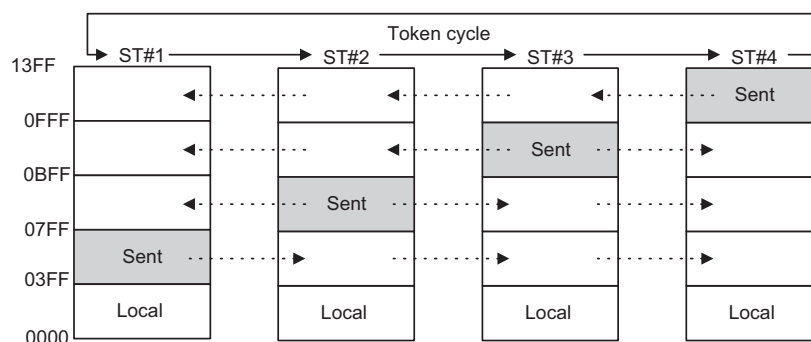 Token cycle
ST#1 ST#2 ST#3 ST#4
13FF
Sent
0FFF
Sent
0BFF
Sent
07FF
Sent
03FF
Local Local Local Local
0000